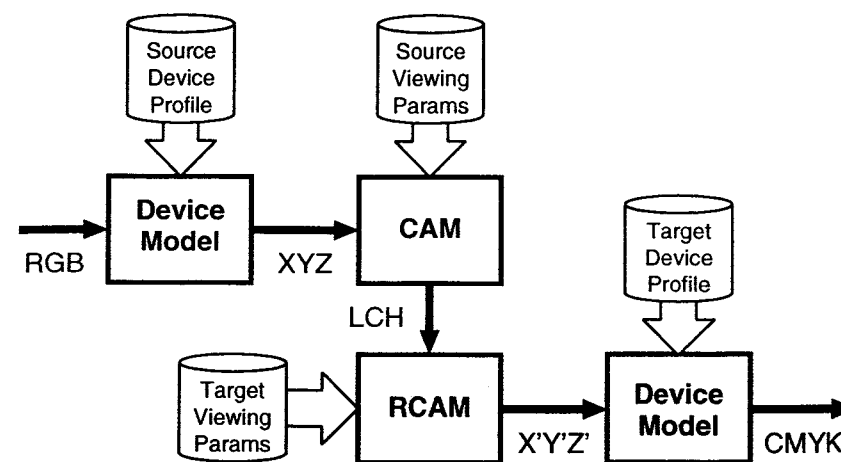 Source
Device
Profile
Source
Viewing
Params
Device
Model
CAM
RGB
XYZ
Target
Device
Profile
LCH
Target
Viewing
Params
RCAM
Device
Model
X'Y'Z'
CMYK